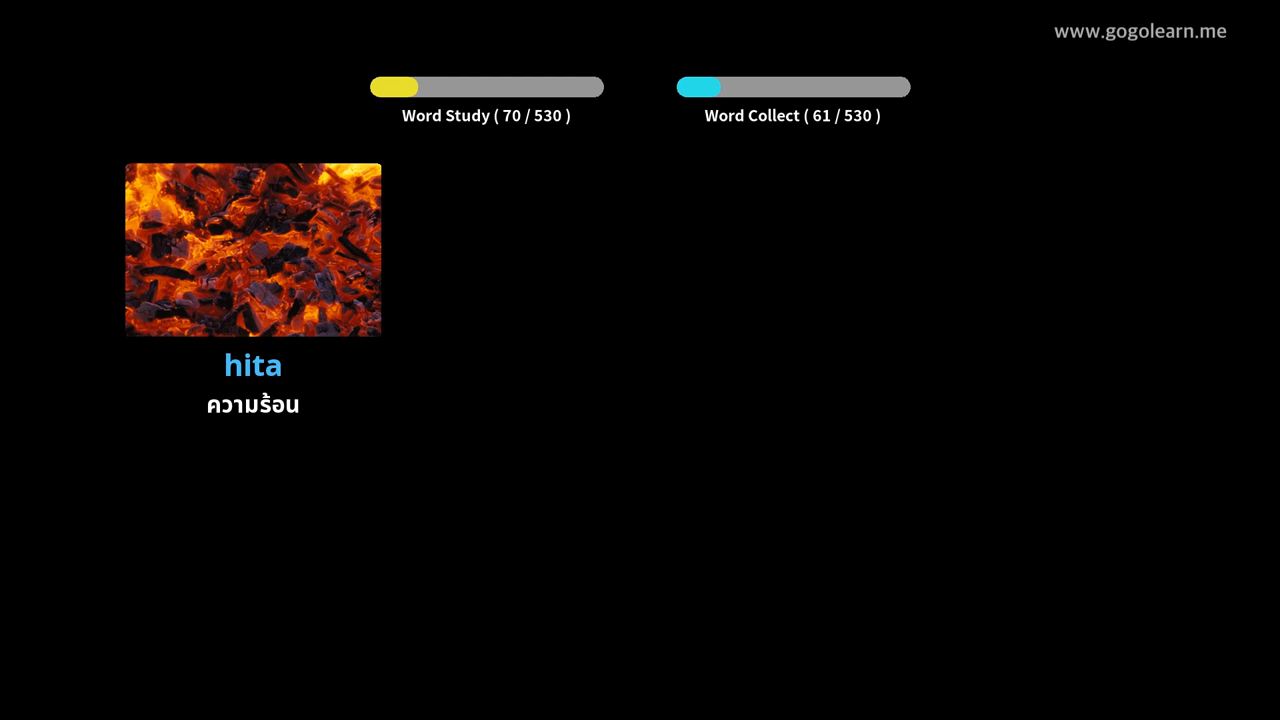 www.gogolearn.me
Word Study ( 70 / 530 )
Word Collect ( 61 / 530 )
hita
ความร้อน